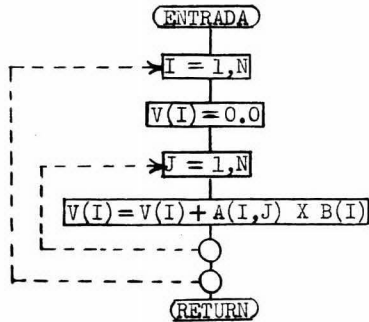 ENTRADA
I = 1,N
V(I)=0.0
J = 1,N
V(I)=V(I)+A(I,J) X B(I)
RETURN